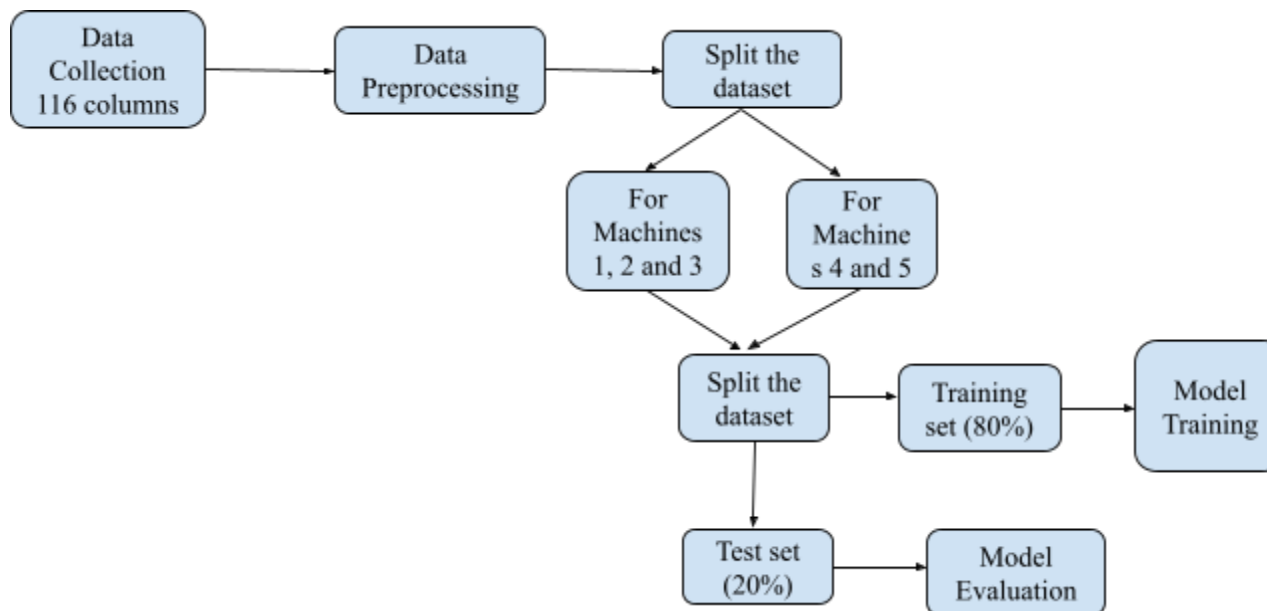 Data
Collection
116 columns
Data
Preprocessing
Split the
dataset
For
Machines
1, 2 and 3
For
Machine
s 4 and 5
Split the
dataset
Training
set (80%)
Model
Training
Test set
(20%)
Model
Evaluation